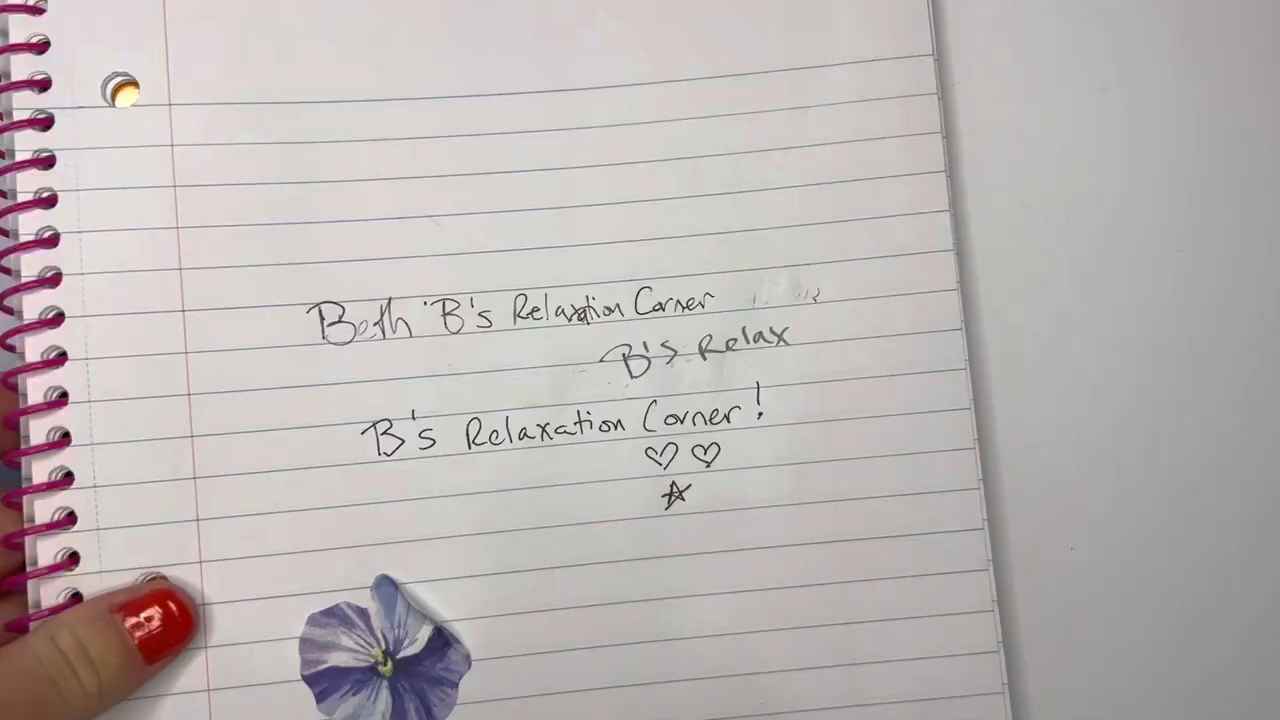 Beth B's Relaxation Corner
B's Relax
B's Relaxation Corner!